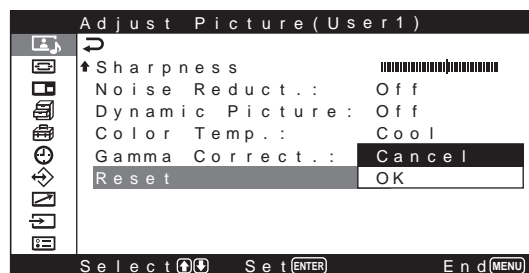 Adjust Picture(User1)
Sharpness
Noise Reduct.: Off
Dynamic Picture: Off
Color Temp.: Cool
Gamma Correct.: Cancel
Reset OK
Select Set ENTER End MENU